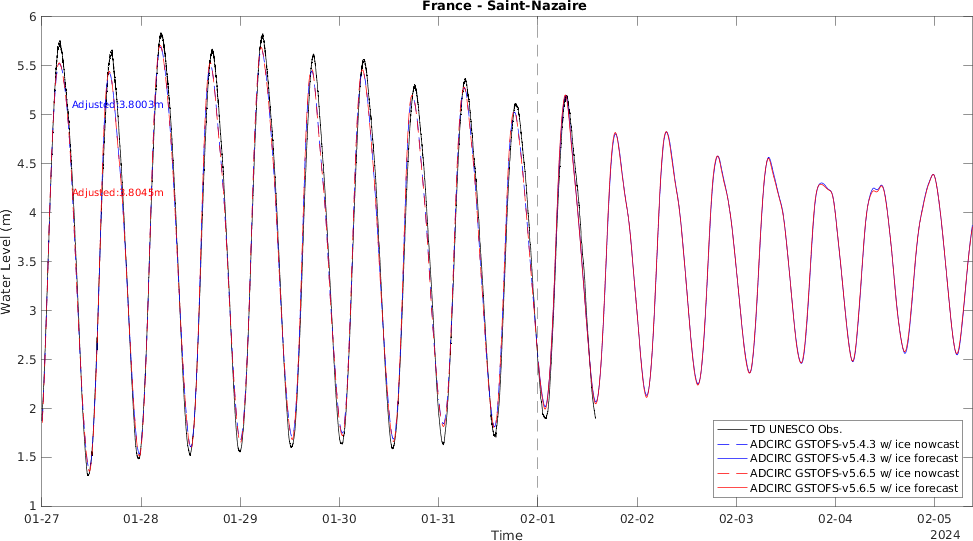 France - Saint-Nazaire
6
5.5
5
4.5
4
3.5
3
2.5
2
1.5
1
Water Level (m)
Adjusted:3.8003m
Adjusted:3.8045m
01-27
01-28
01-29
01-30
01-31
02-01
02-02
02-03
02-04
02-05
2024
Time
TD UNESCO Obs.
ADCIRC GSTOFS-v5.4.3 w/ ice nowcast
ADCIRC GSTOFS-v5.4.3 w/ ice forecast
ADCIRC GSTOFS-v5.6.5 w/ ice nowcast
ADCIRC GSTOFS-v5.6.5 w/ ice forecast